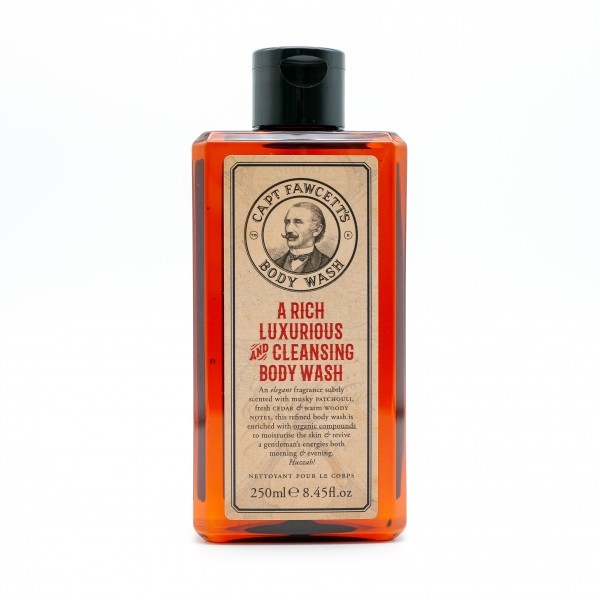 CAPT FAWCETT'S
BODY WASH
A RICH
LUXURIOUS
AND CLEANSING
BODY WASH
An elegant fragrance subtly
scented with musky PATCHOULI,
fresh CEDAR & warm WOODY
NOTES, this refined body wash is
enriched with organic compounds
to moisturise the skin & revive
a gentleman's energies both
morning & evening.
Huzzah!
NETTOYANT POUR LE CORPS
250ml ℮ 8.45fl.oz